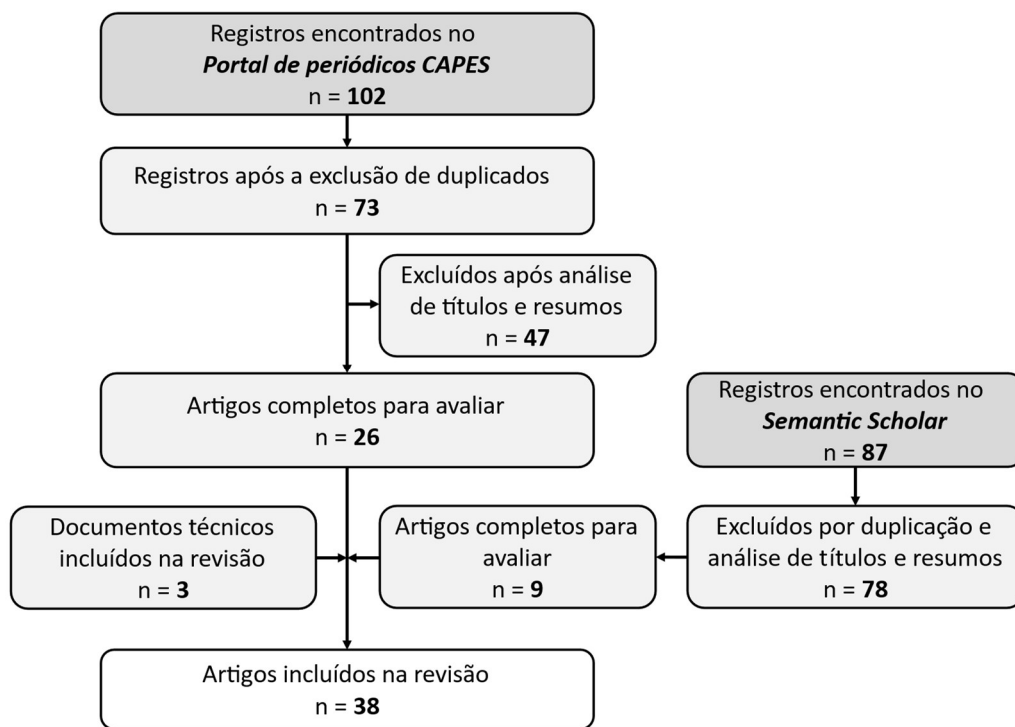 Registros encontrados no
Portal de periódicos CAPES
n = 102
Registros após a exclusão de duplicados
n = 73
Excluídos após análise
de títulos e resumos
n = 47
Artigos completos para avaliar
n = 26
Registros encontrados no
Semantic Scholar
n = 87
Documentos técnicos
incluídos na revisão
n = 3
Artigos completos para
avaliar
n = 9
Excluídos por duplicação e
análise de títulos e resumos
n = 78
Artigos incluídos na revisão
n = 38